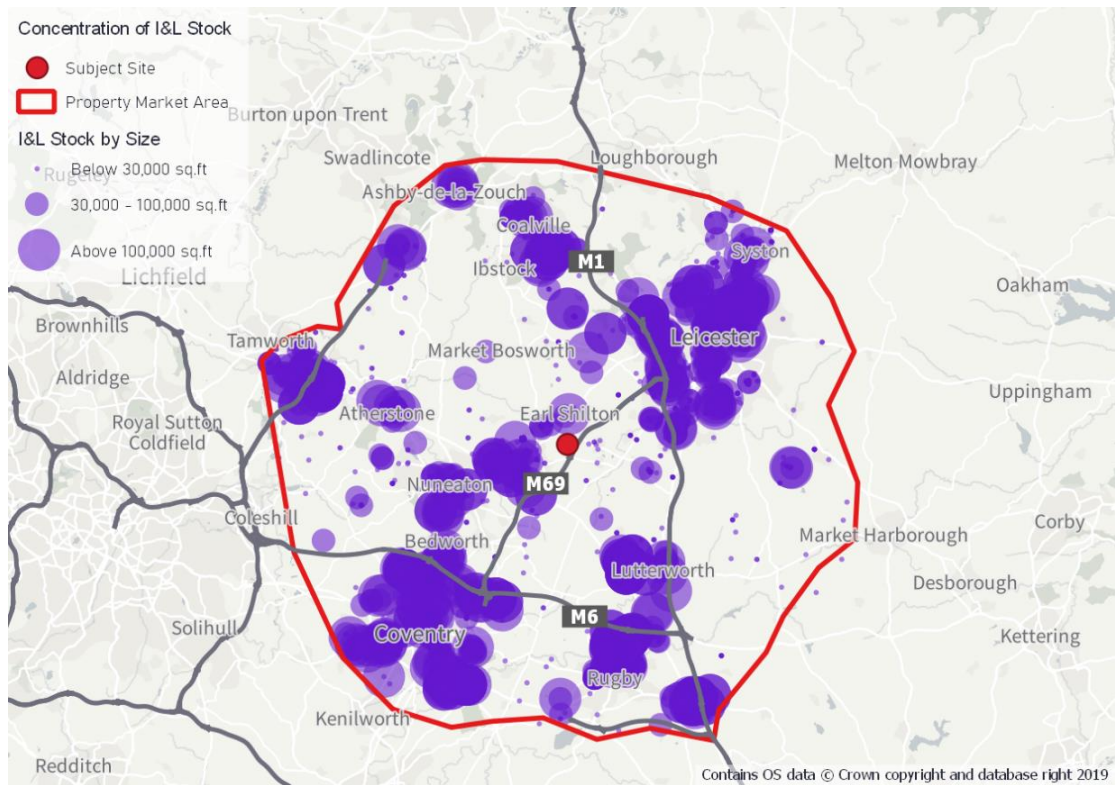 Concentration of I&L Stock
Subject Site
Property Market Area
I&L Stock by Size
Below 30,000 sq.ft
30,000 - 100,000 sq.ft
Above 100,000 sq.ft
Burton upon Trent
Swadlincote
Loughborough
Melton Mowbray
Rugeley
Ashby-de-la-Zouch
Coalville
Syston
M1
Ibstock
Lichfield
Oakham
Brownhills
Tamworth
Leicester
Market Bosworth
Aldridge
Uppingham
Atherstone
Earl Shilton
Royal Sutton
Coldfield
Nuneaton
M69
Coleshill
Corby
Bedworth
Market Harborough
Lutterworth
Desborough
M6
Solihull
Coventry
Kettering
Rugby
Kenilworth
Redditch
Contains OS data © Crown copyright and database right 2019